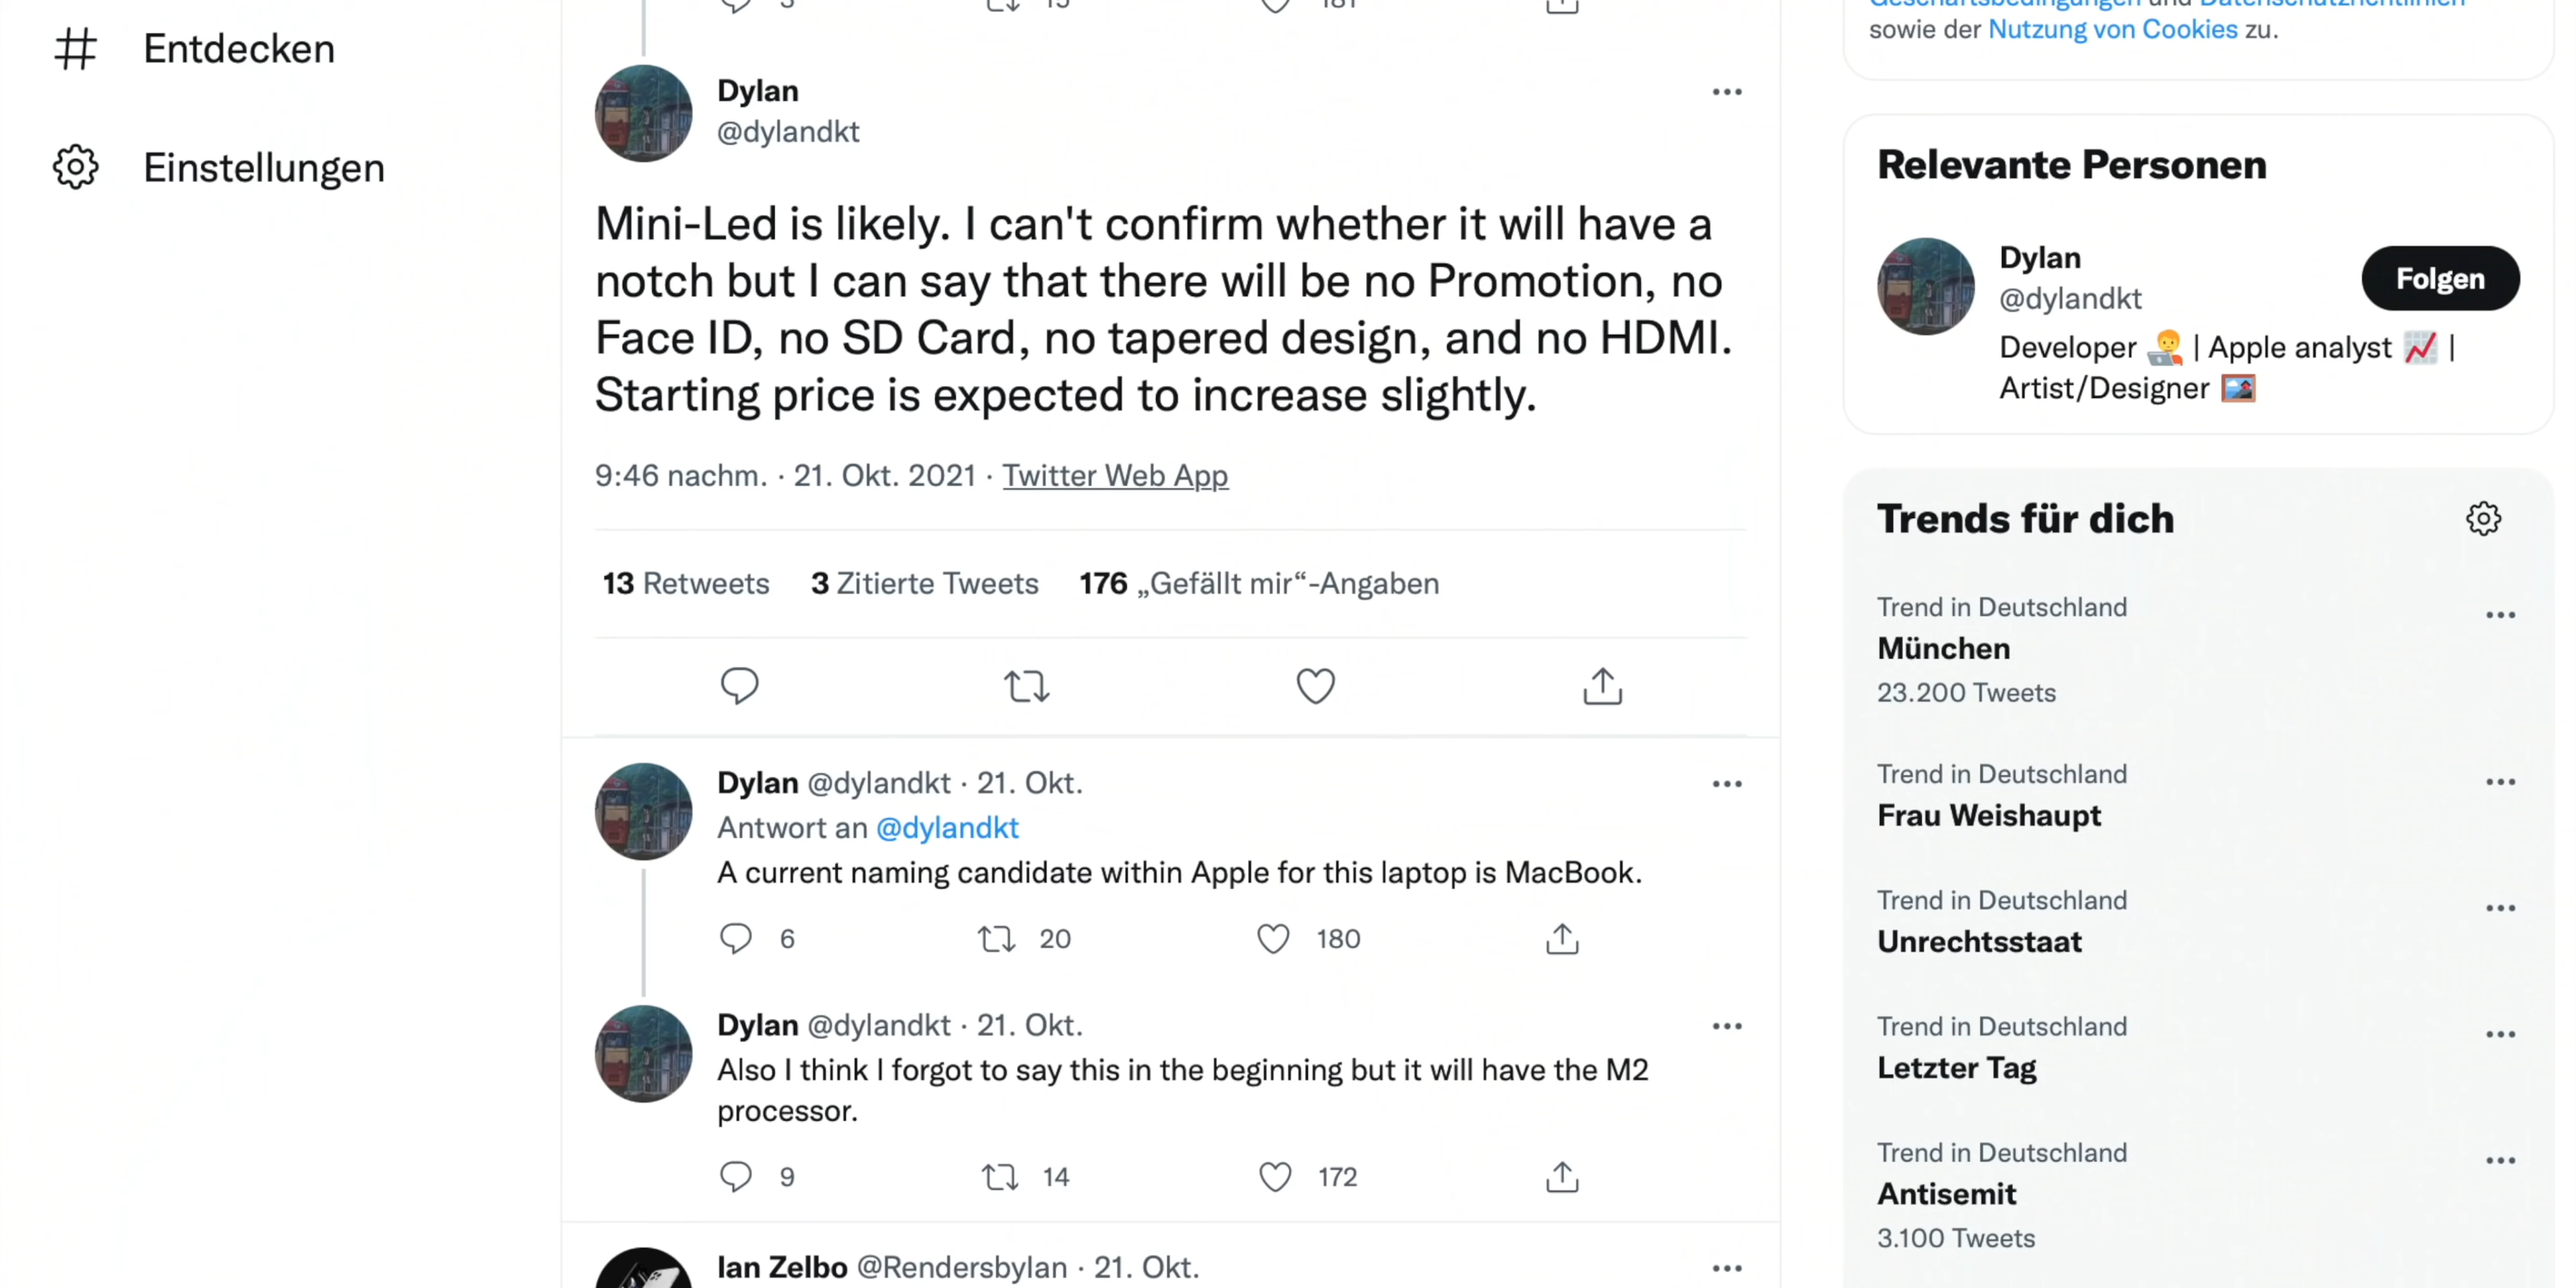 Entdecken
Einstellungen
Dylan
@dylandkt
Mini-Led is likely. I can't confirm whether it will have a
notch but I can say that there will be no Promotion, no
Face ID, no SD Card, no tapered design, and no HDMI.
Starting price is expected to increase slightly.
9:46 nachm. · 21. Okt. 2021 · Twitter Web App
13 Retweets 3 Zitierte Tweets 176 „Gefällt mir“-Angaben
Dylan @dylandkt · 21. Okt.
Antwort an @dylandkt
A current naming candidate within Apple for this laptop is MacBook.
6 20 180
Dylan @dylandkt · 21. Okt.
Also I think I forgot to say this in the beginning but it will have the M2
processor.
9 14 172
Ian Zelbo @RendersbyIan · 21. Okt.
Geschäftsbedingungen und Datenschutzrichtlinien
sowie der Nutzung von Cookies zu.
Relevante Personen
Dylan
@dylandkt
Folgen
Developer 🧑‍💻 | Apple analyst 📈 |
Artist/Designer 🖼️
Trends für dich
Trend in Deutschland
München
23.200 Tweets
Trend in Deutschland
Frau Weishaupt
Trend in Deutschland
Unrechtsstaat
Trend in Deutschland
Letzter Tag
Trend in Deutschland
Antisemit
3.100 Tweets